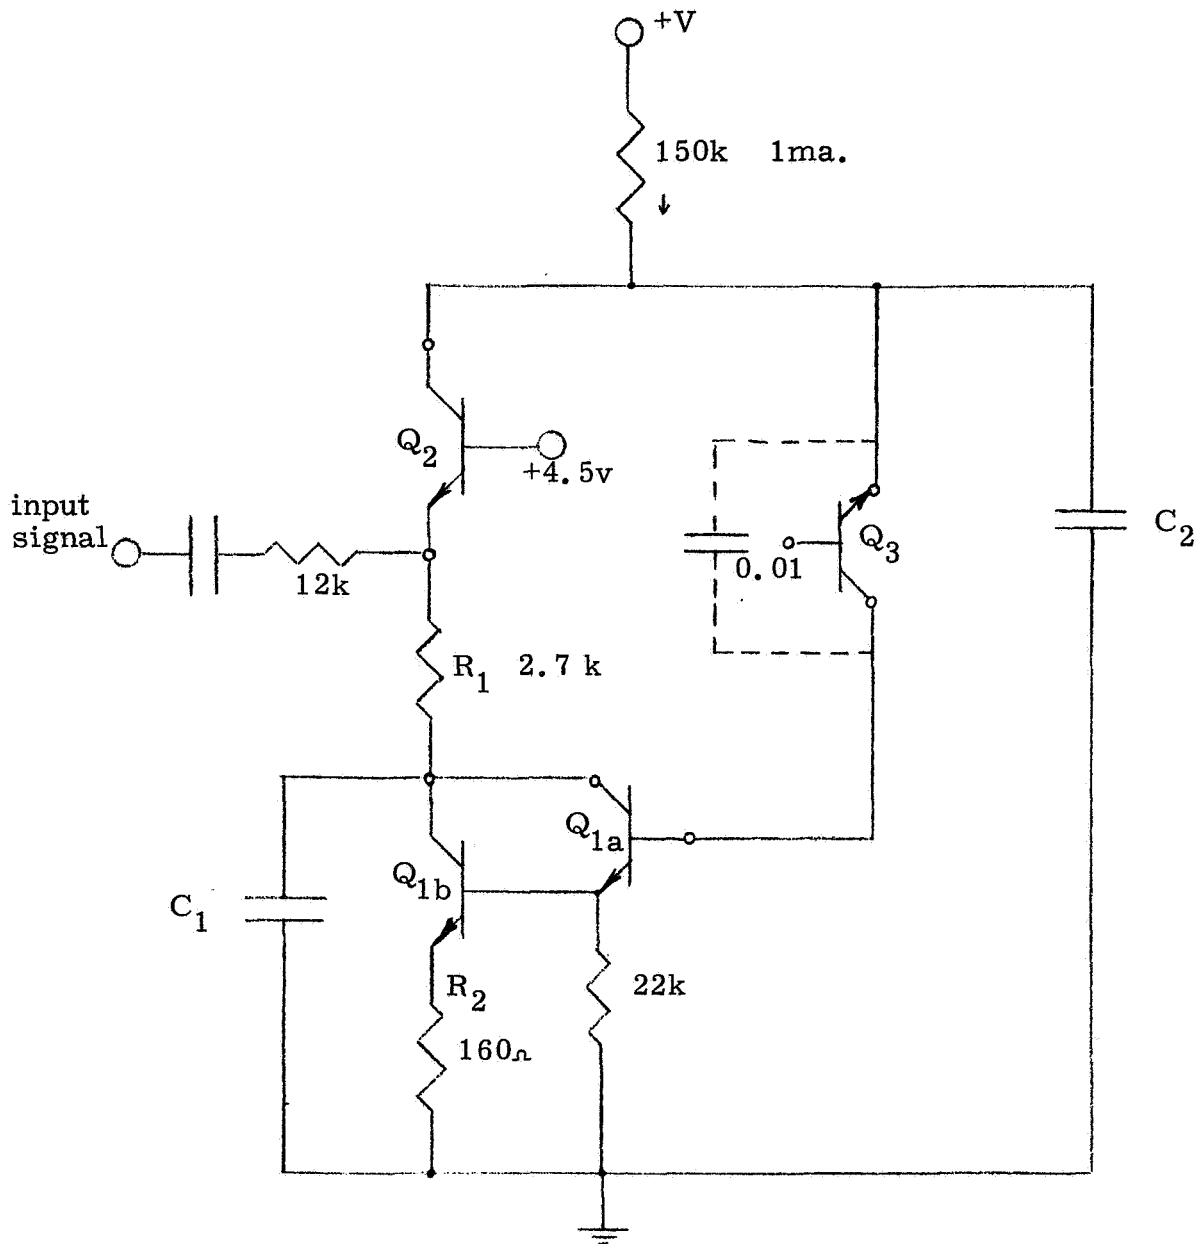 +V
150k 1ma.
↓
Q2
+4.5v
input
signal
12k
0.01
Q3
C2
R1 2.7 k
Q1a
Q1b
C1
R2
22k
160Ω